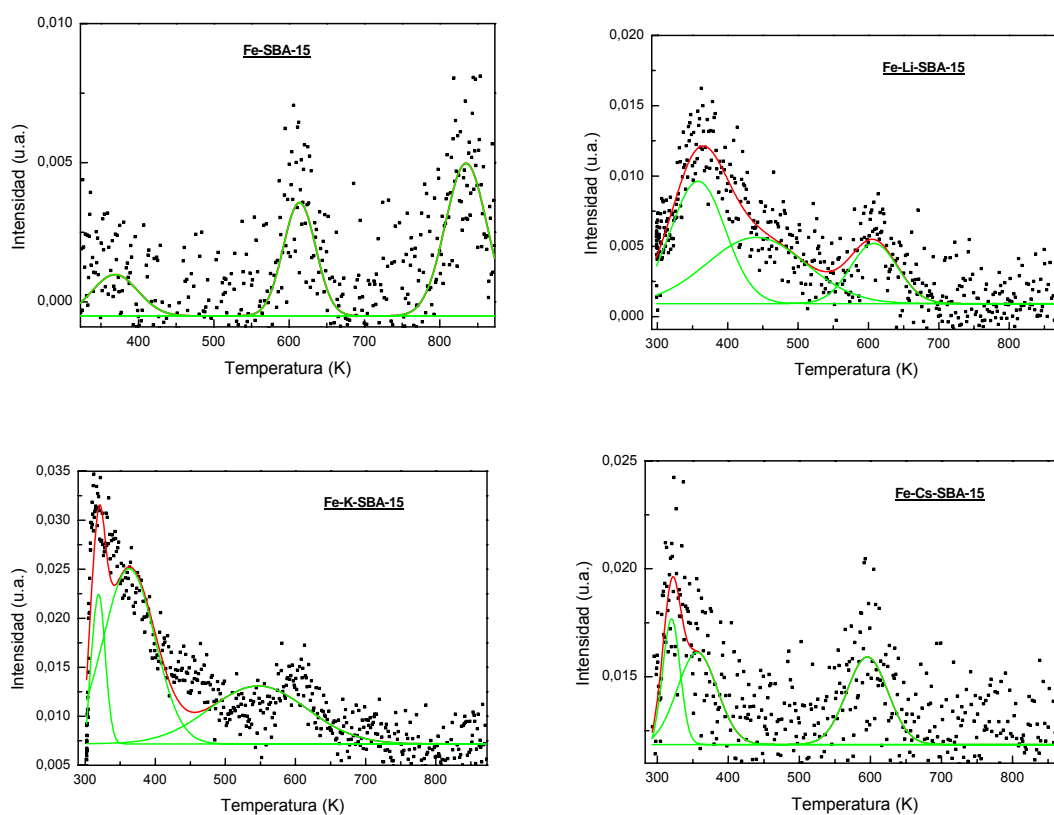 Fe-SBA-15
Intensidad (u.a.)
0,010
0,005
0,000
400 500 600 700 800
Temperatura (K)
Fe-Li-SBA-15
Intensidad (u.a.)
0,020
0,015
0,010
0,005
0,000
300 400 500 600 700 800
Temperatura (K)
Fe-K-SBA-15
Intensidad (u.a.)
0,035
0,030
0,025
0,020
0,015
0,010
0,005
300 400 500 600 700 800
Temperatura (K)
Fe-Cs-SBA-15
Intensidad (u.a.)
0,025
0,020
0,015
300 400 500 600 700 800
Temperatura (K)